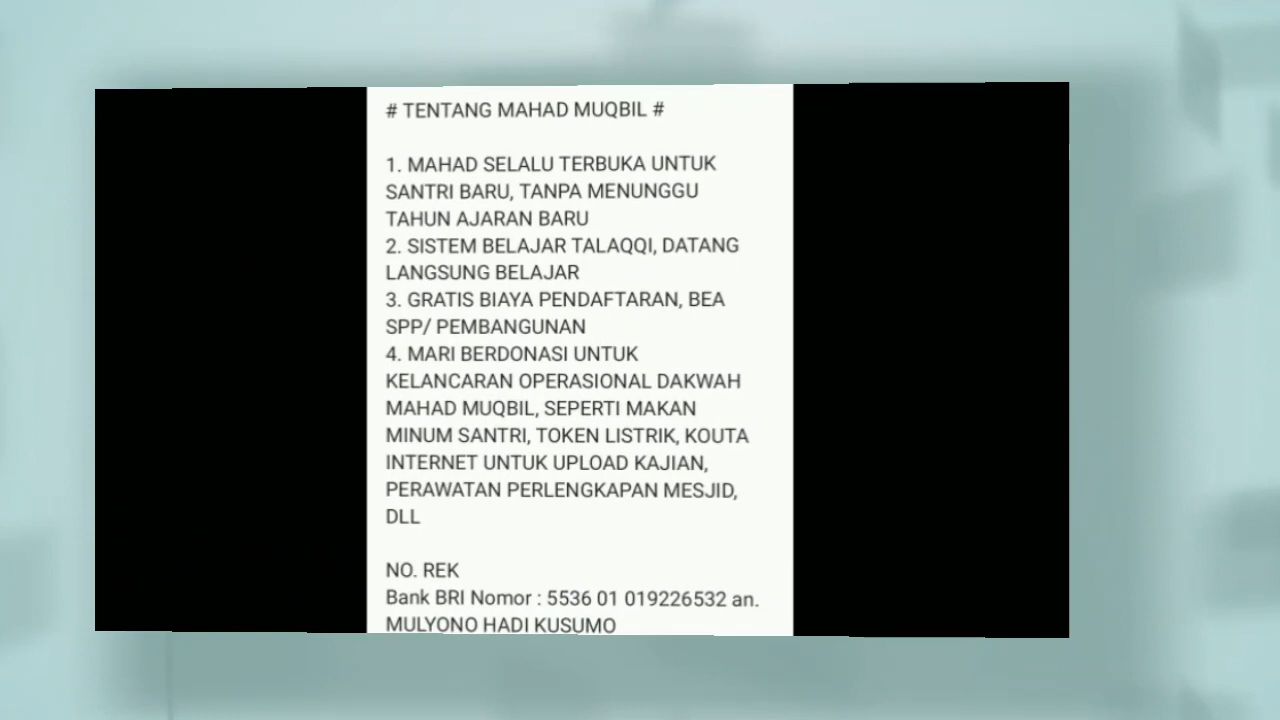 # TENTANG MAHAD MUQBIL #
1. MAHAD SELALU TERBUKA UNTUK
SANTRI BARU, TANPA MENUNGGU
TAHUN AJARAN BARU
2. SISTEM BELAJAR TALAQQI, DATANG
LANGSUNG BELAJAR
3. GRATIS BIAYA PENDAFTARAN, BEA
SPP/ PEMBANGUNAN
4. MARI BERDONASI UNTUK
KELANCARAN OPERASIONAL DAKWAH
MAHAD MUQBIL, SEPERTI MAKAN
MINUM SANTRI, TOKEN LISTRIK, KOUTA
INTERNET UNTUK UPLOAD KAJIAN,
PERAWATAN PERLENGKAPAN MESJID,
DLL
NO. REK
Bank BRI Nomor : 5536 01 019226532 an.
MULYONO HADI KUSUMO